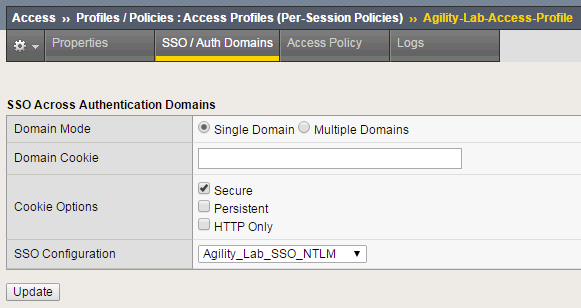 Access ›› Profiles / Policies : Access Profiles (Per-Session Policies) ›› Agility-Lab-Access-Profile
Properties SSO / Auth Domains Access Policy Logs
SSO Across Authentication Domains
Domain Mode Single Domain Multiple Domains
Domain Cookie
Cookie Options Secure
Persistent
HTTP Only
SSO Configuration Agility_Lab_SSO_NTLM
Update